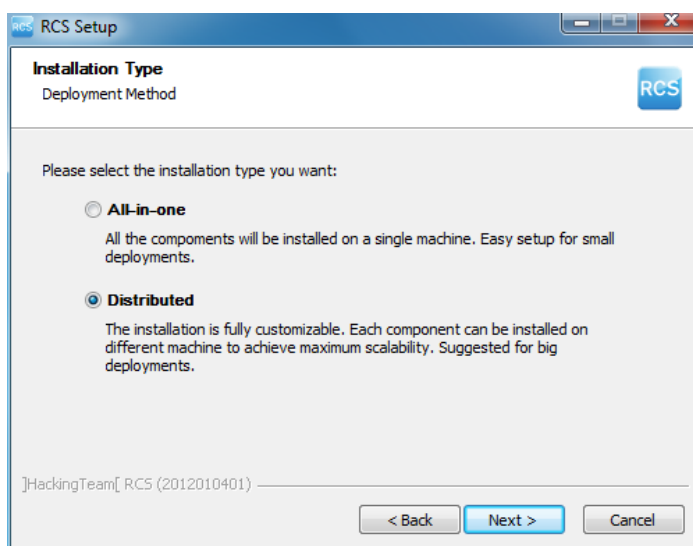 RCS RCS Setup
Installation Type
Deployment Method
RCS
Please select the installation type you want:
All-in-one
All the compoments will be installed on a single machine. Easy setup for small
deployments.
Distributed
The installation is fully customizable. Each component can be installed on
different machine to achieve maximum scalability. Suggested for big
deployments.
]HackingTeam[ RCS (2012010401)
< Back Next > Cancel